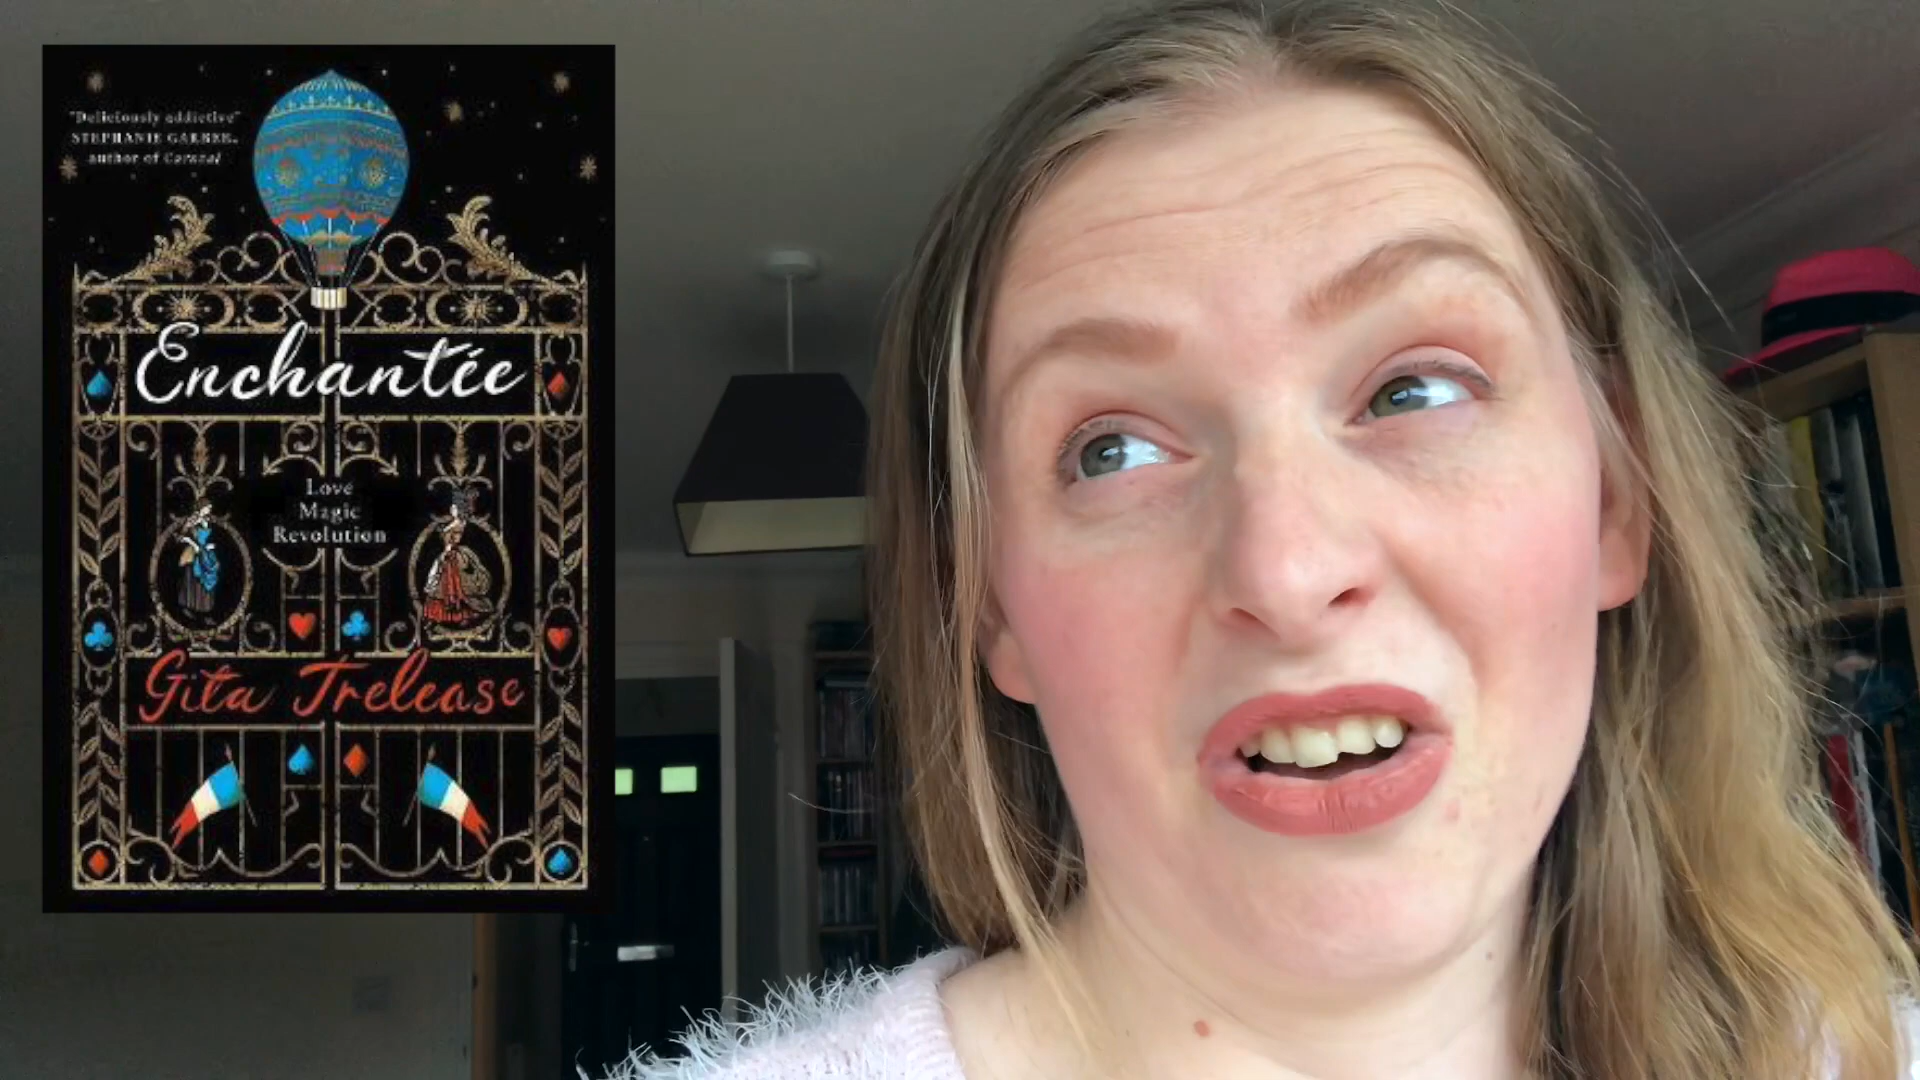 "Deliciously addictive"
STEPHANIE GARBER,
author of Caraval
Enchantée
Love
Magic
Revolution
Gita Trelease